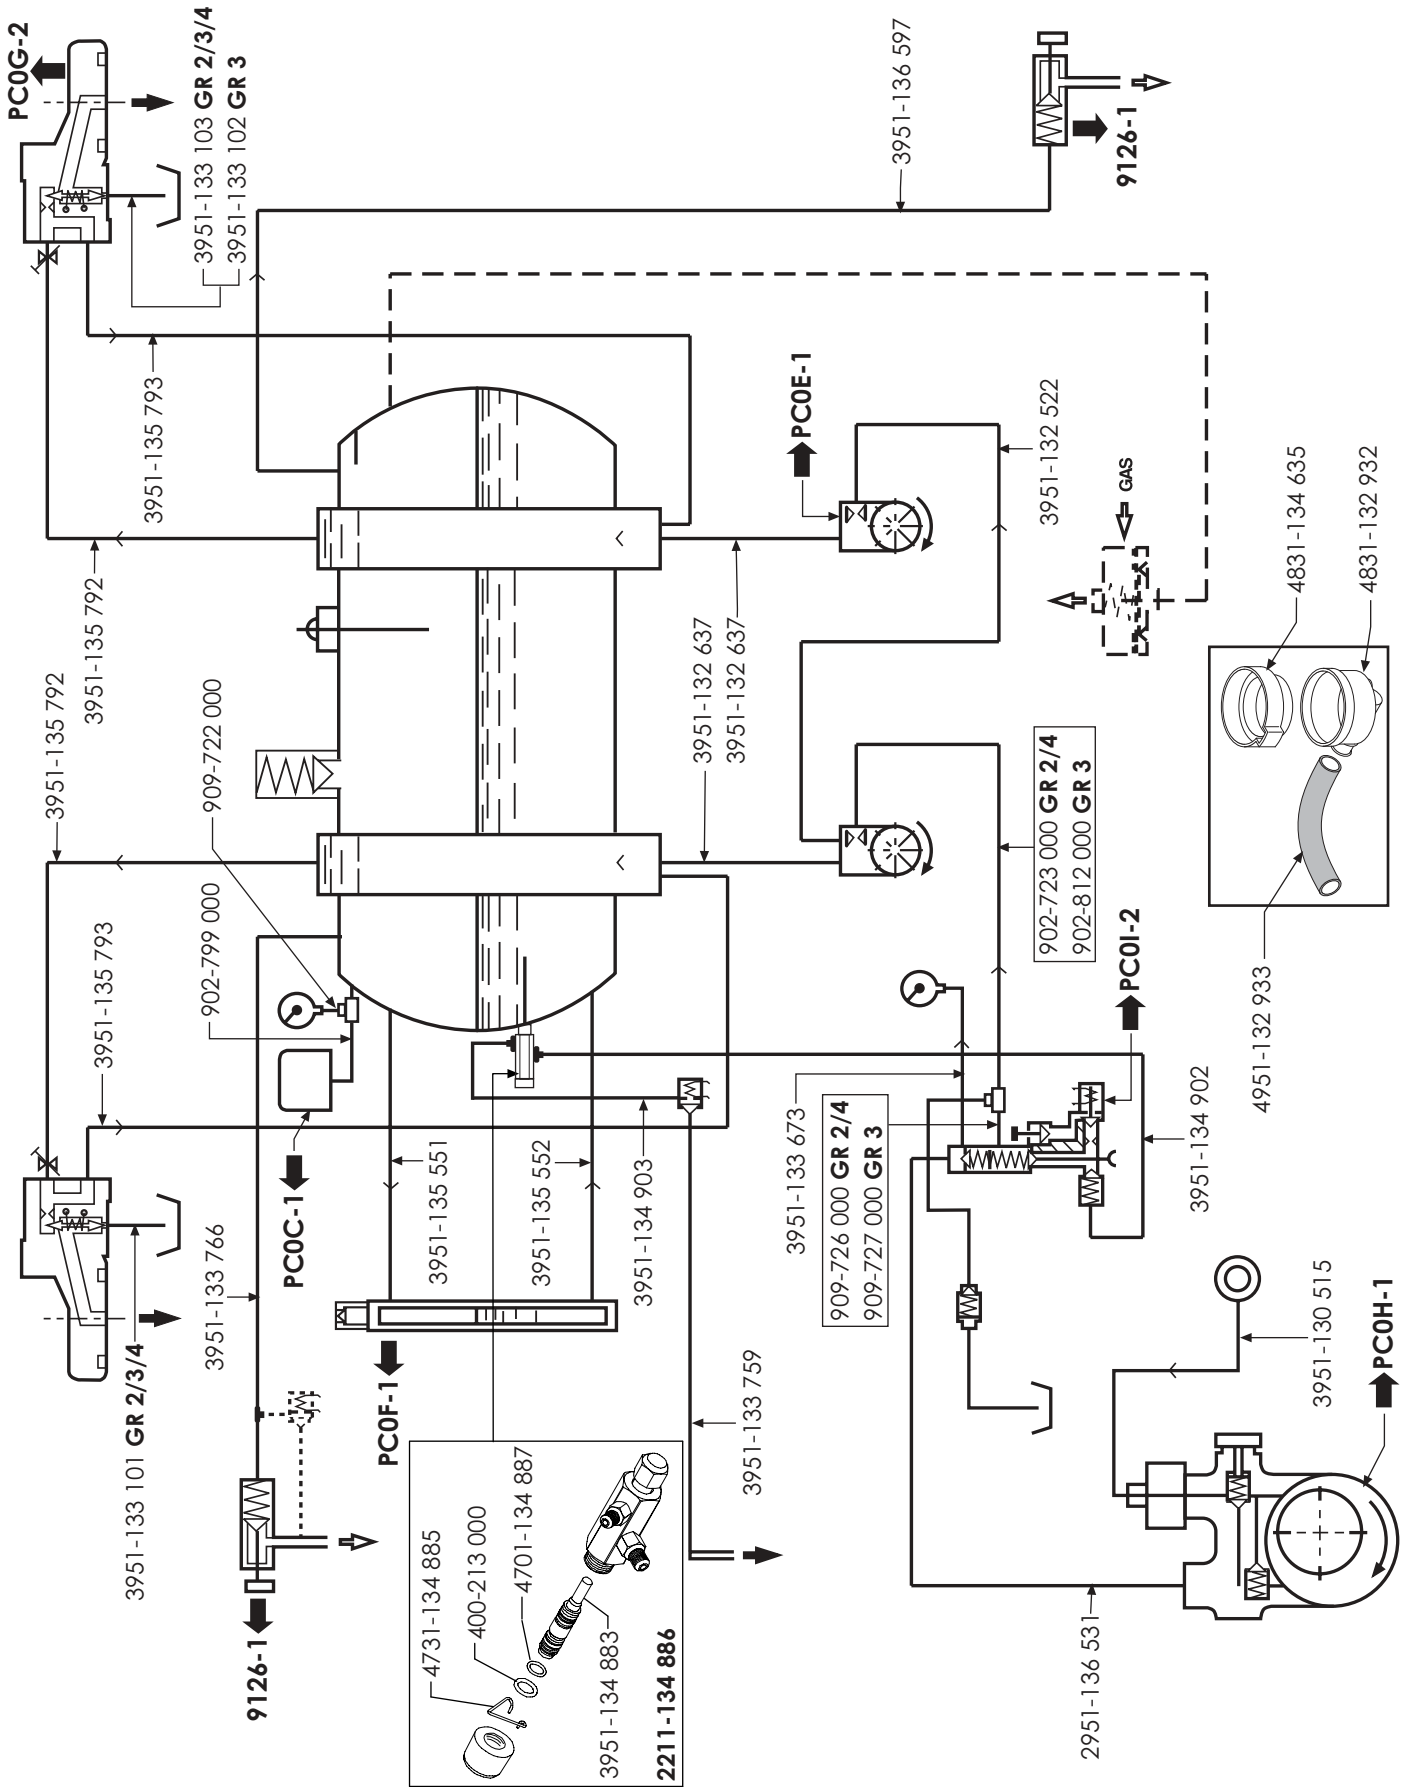 PC0G-2
3951-133 103 GR 2/3/4
3951-133 102 GR 3
3951-136 597
9126-1
3951-135 793
3951-135 792
3951-135 792
PC0E-1
3951-132 522
GAS
4831-134 635
4831-132 932
4951-132 933
3951-132 637
3951-132 637
909-722 000
902-799 000
902-723 000 GR 2/4
902-812 000 GR 3
PC0I-2
3951-135 793
3951-133 673
909-726 000 GR 2/4
909-727 000 GR 3
3951-134 902
PC0C-1
3951-135 551
3951-135 552
3951-134 903
3951-133 766
3951-133 101 GR 2/3/4
PC0F-1
9126-1
3951-133 759
3951-130 515
PC0H-1
2951-136 531
4731-134 885
400-213 000
4701-134 887
3951-134 883
2211-134 886